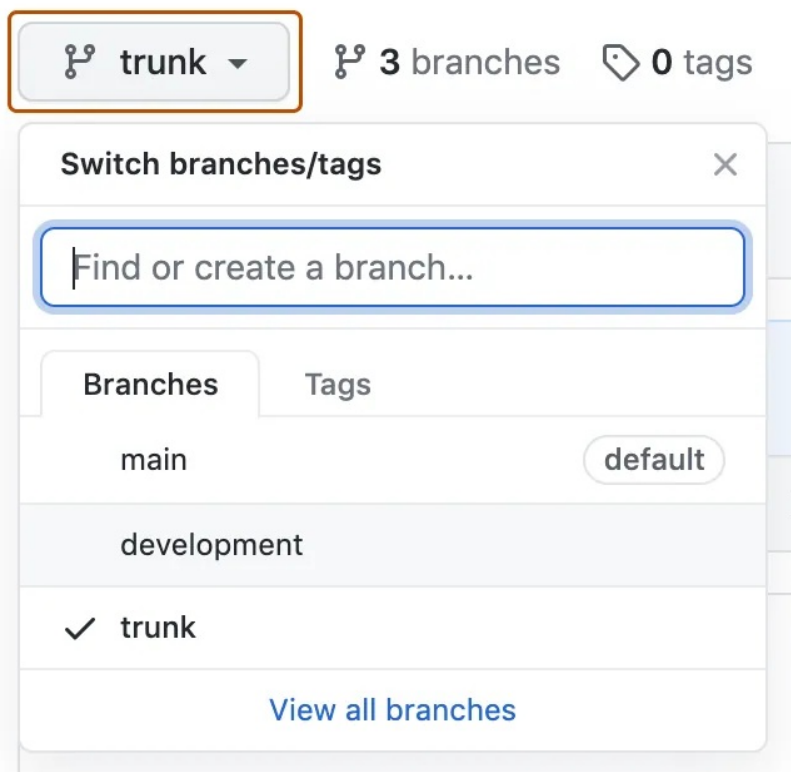 trunk 3 branches 0 tags
Switch branches/tags
Find or create a branch...
Branches Tags
main default
development
trunk
View all branches